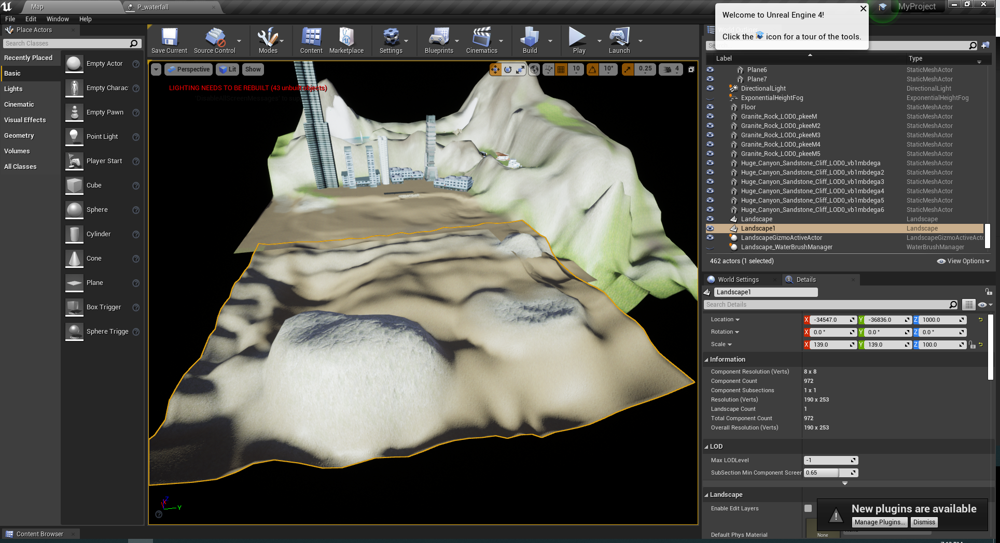 Map
P_waterfall
MyProject
File Edit Window Help
Welcome to Unreal Engine 4!
Click the icon for a tour of the tools.
Place Actors
Search Classes
Recently Placed
Basic
Lights
Cinematic
Visual Effects
Geometry
Volumes
All Classes
Empty Actor
Empty Charac
Empty Pawn
Point Light
Player Start
Cube
Sphere
Cylinder
Cone
Plane
Box Trigger
Sphere Trigge
Save Current
Source Control
Modes
Content
Marketplace
Settings
Blueprints
Cinematics
Build
Play
Launch
Perspective
Lit
Show
10
10°
0.25
4
LIGHTING NEEDS TO BE REBUILT (43 unbuilt objects)
'DisableAllScreenMessages' to sup
World Outliner
Label Type
Plane6 StaticMeshActor
Plane7 StaticMeshActor
DirectionalLight DirectionalLight
ExponentialHeightFog ExponentialHeightFog
Floor StaticMeshActor
Granite_Rock_LOD0_pkeeM StaticMeshActor
Granite_Rock_LOD0_pkeeM2 StaticMeshActor
Granite_Rock_LOD0_pkeeM3 StaticMeshActor
Granite_Rock_LOD0_pkeeM4 StaticMeshActor
Granite_Rock_LOD0_pkeeM5 StaticMeshActor
Huge_Canyon_Sandstone_Cliff_LOD0_vb1mbdega StaticMeshActor
Huge_Canyon_Sandstone_Cliff_LOD0_vb1mbdega2 StaticMeshActor
Huge_Canyon_Sandstone_Cliff_LOD0_vb1mbdega3 StaticMeshActor
Huge_Canyon_Sandstone_Cliff_LOD0_vb1mbdega4 StaticMeshActor
Huge_Canyon_Sandstone_Cliff_LOD0_vb1mbdega5 StaticMeshActor
Huge_Canyon_Sandstone_Cliff_LOD0_vb1mbdega6 StaticMeshActor
Landscape Landscape
Landscape1 Landscape
LandscapeGizmoActiveActor LandscapeGizmoActiveActo
Landscape_WaterBrushManager WaterBrushManager
462 actors (1 selected)
View Options
World Settings
Details
Landscape1
Search Details
Location X -34547.0 Y -36836.0 Z 1000.0
Rotation X 0.0 ° Y 0.0 ° Z 0.0 °
Scale X 139.0 Y 139.0 Z 100.0
Information
Component Resolution (Verts) 8 x 8
Component Count 972
Component Subsections 1 x 1
Resolution (Verts) 190 x 253
Landscape Count 1
Total Component Count 972
Overall Resolution (Verts) 190 x 253
LOD
Max LODLevel -1
SubSection Min Component Screer 0.65
Landscape
Enable Edit Layers
Default Phys Material
None
New plugins are available
Manage Plugins... Dismiss
X Z Y
Content Browser